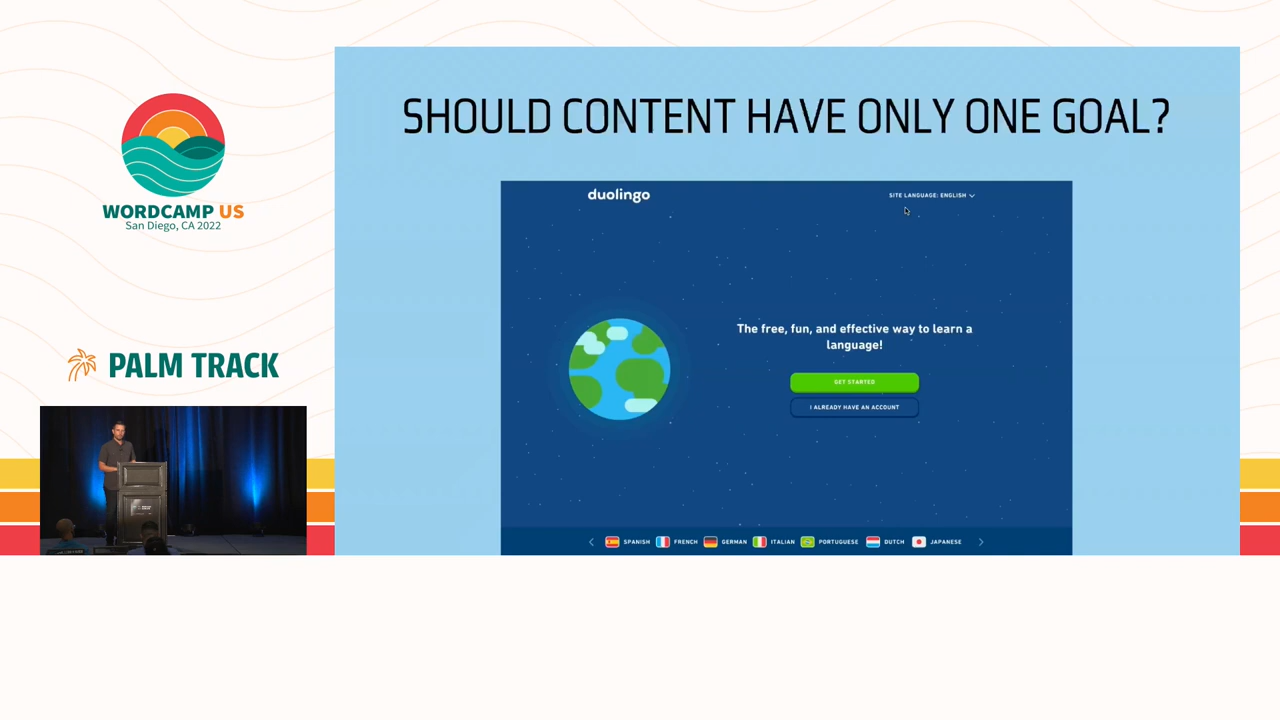 WORDCAMP US
San Diego, CA 2022
PALM TRACK
SHOULD CONTENT HAVE ONLY ONE GOAL?
duolingo
SITE LANGUAGE: ENGLISH
The free, fun, and effective way to learn a
language!
GET STARTED
I ALREADY HAVE AN ACCOUNT
SPANISH FRENCH GERMAN ITALIAN PORTUGUESE DUTCH JAPANESE